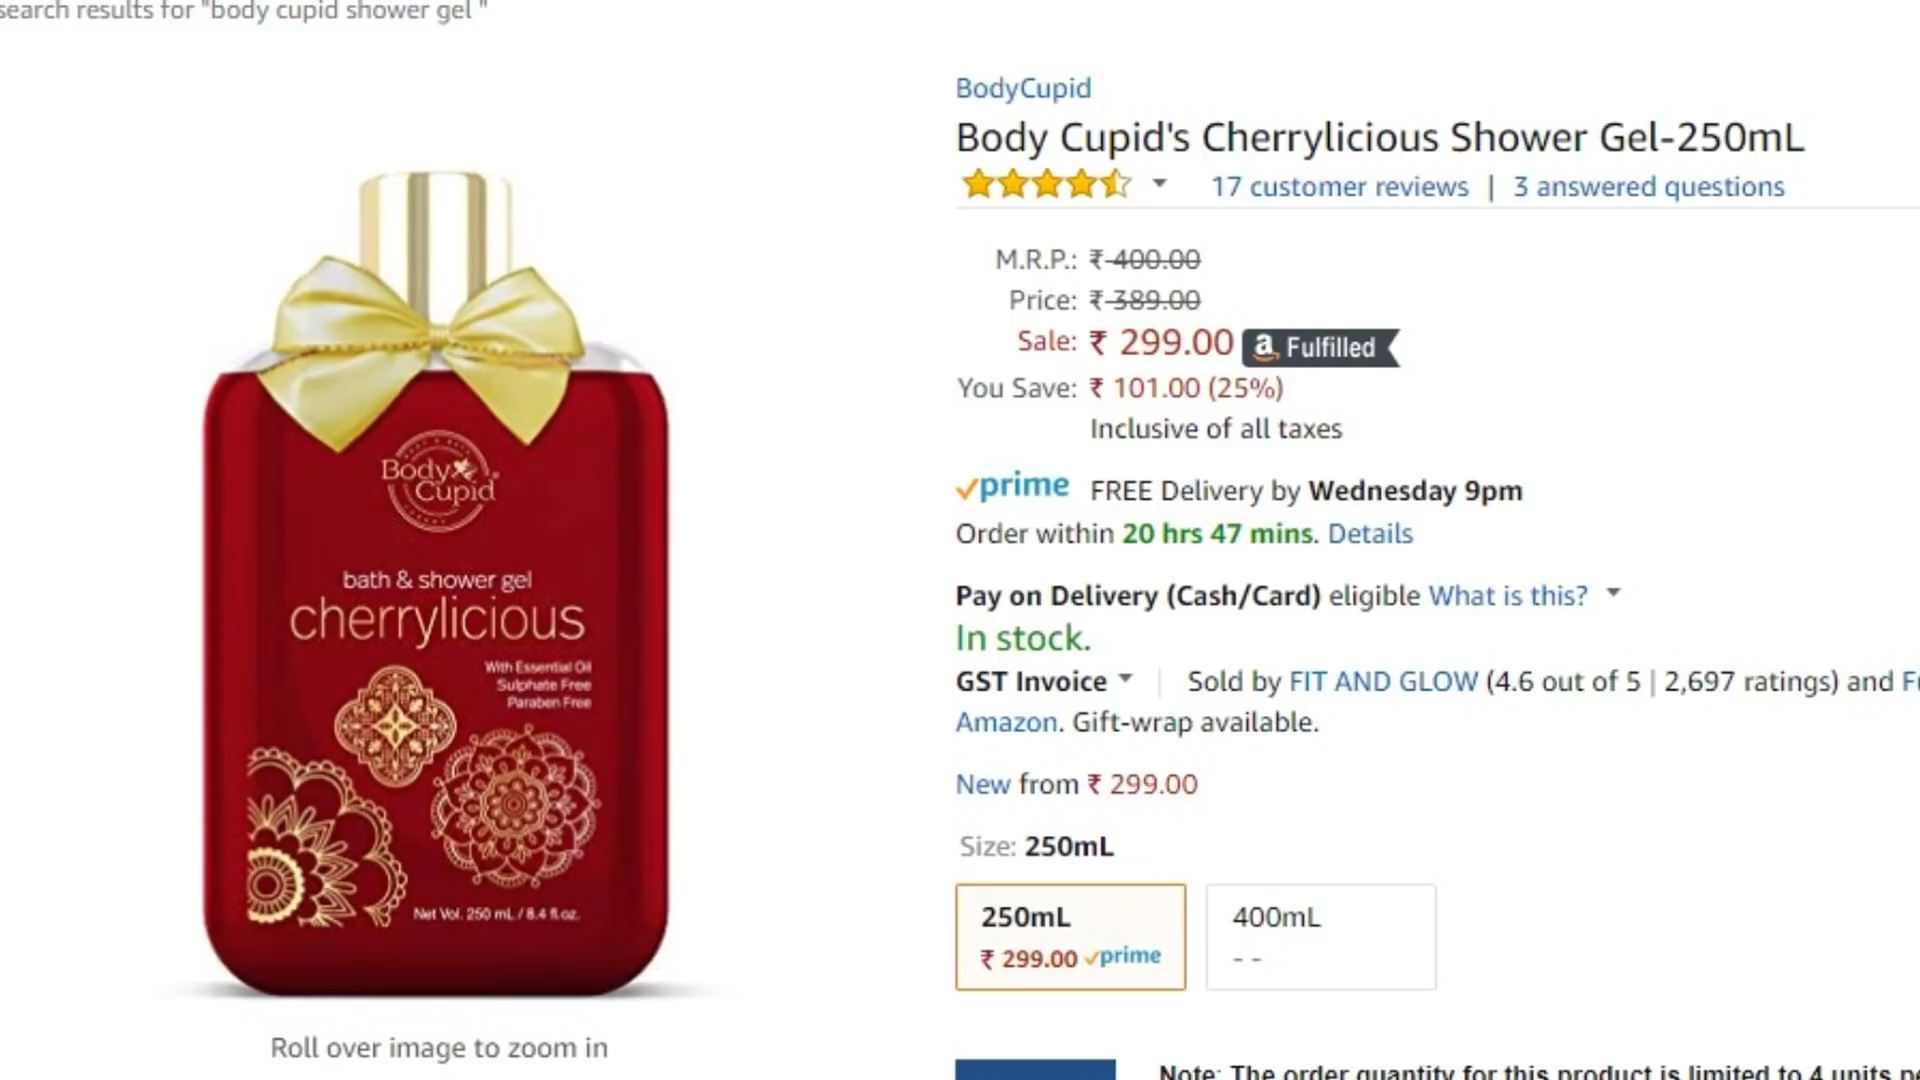 search results for "body cupid shower gel "
BodyCupid
Body Cupid's Cherrylicious Shower Gel-250mL
17 customer reviews | 3 answered questions
M.R.P.: ₹ 400.00
Price: ₹ 389.00
Sale: ₹ 299.00 a Fulfilled
You Save: ₹ 101.00 (25%)
Inclusive of all taxes
prime FREE Delivery by Wednesday 9pm
Order within 20 hrs 47 mins. Details
Pay on Delivery (Cash/Card) eligible What is this?
In stock.
GST Invoice Sold by FIT AND GLOW (4.6 out of 5 | 2,697 ratings) and
Amazon. Gift-wrap available.
New from ₹ 299.00
Size: 250mL
250mL
₹ 299.00 prime
400mL
- -
Note: The order quantity for this product is limited to 4 units
Body
Cupid
bath & shower gel
cherrylicious
With Essential Oil
Sulphate Free
Paraben Free
Net Vol. 250 mL / 8.4 fl.oz.
Roll over image to zoom in